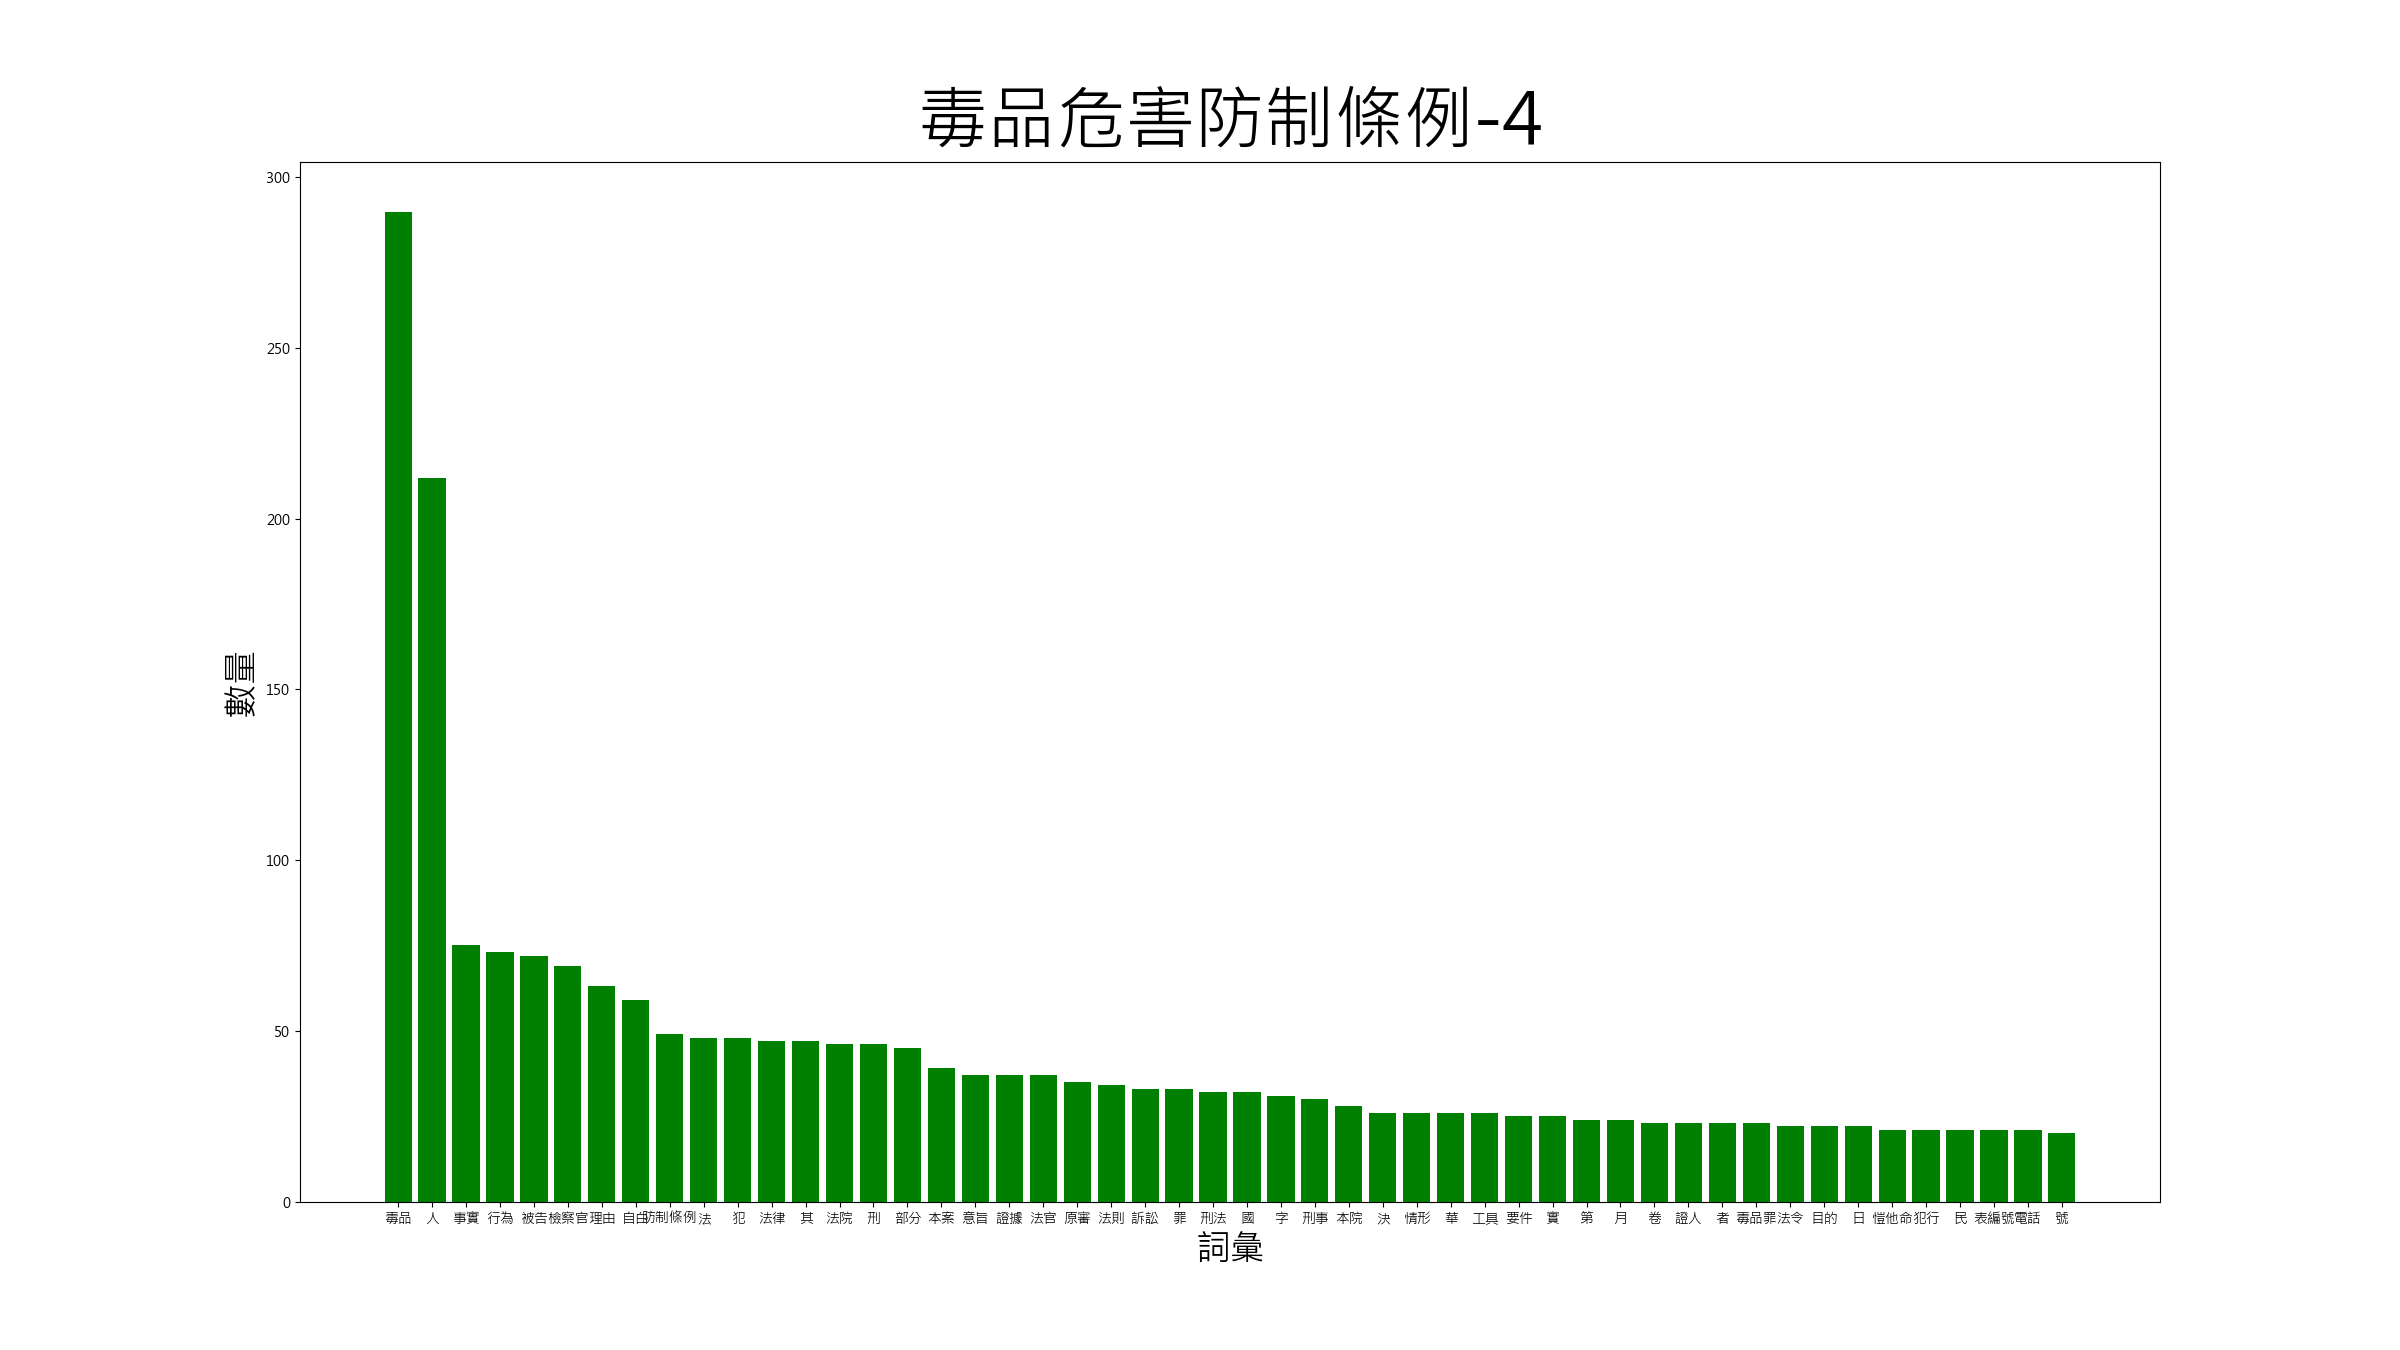 毒品危害防制條例-4
數量
300
250
200
150
100
50
0
毒品 人 事實 行為 被告 檢察官 理由 自由 防制條例 法 犯 法律 其 法院 刑 部分 本案 意旨 證據 法官 原審 法則 訴訟 罪 刑法 國 字 刑事 本院 決 情形 華 工具 要件 實 第 月 卷 證人 者 毒品罪 法令 目的 日 愷他命 犯行 民 表編號 電話 號
詞彙